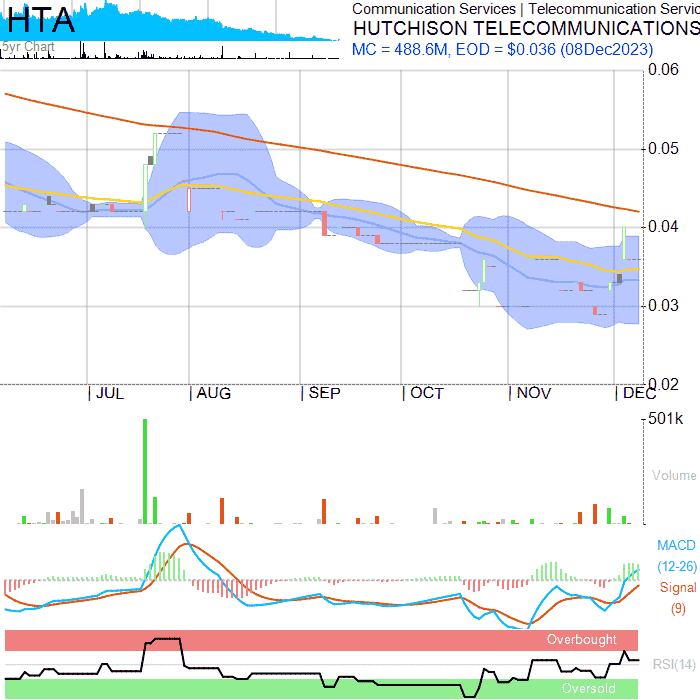 HTA
5yr Chart
Communication Services | Telecommunication Servic
HUTCHISON TELECOMMUNICATIONS
MC = 488.6M, EOD = $0.036 (08Dec2023)
0.06
0.05
0.04
0.03
0.02
JUL
AUG
SEP
OCT
NOV
DEC
501k
Volume
MACD
(12-26)
Signal
(9)
Overbought
RSI(14)
Oversold